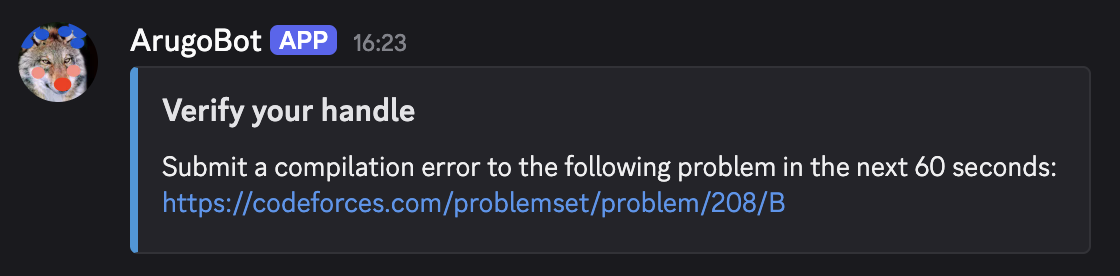 ArugoBot APP 16:23
Verify your handle
Submit a compilation error to the following problem in the next 60 seconds:
https://codeforces.com/problemset/problem/208/B